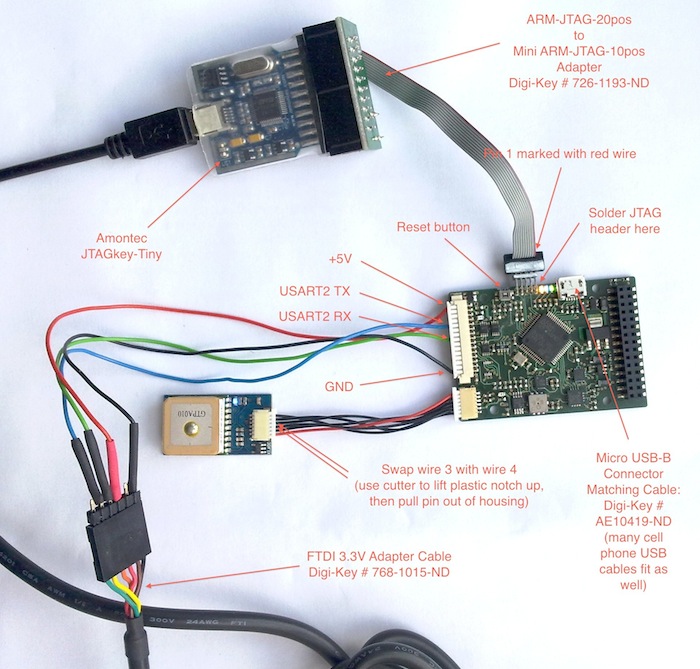 ARM-JTAG-20pos
to
Mini ARM-JTAG-10pos
Adapter
Digi-Key # 726-1193-ND
1 marked with red wire
Solder JTAG
header here
Reset button
Amontec
JTAGkey-Tiny
+5V
USART2 TX
USART2 RX
GND
GTPA010
Swap wire 3 with wire 4
(use cutter to lift plastic notch up,
then pull pin out of housing)
Micro USB-B
Connector
Matching Cable:
Digi-Key #
AE10419-ND
(many cell
phone USB
cables fit as
well)
FTDI 3.3V Adapter Cable
Digi-Key # 768-1015-ND
300V 24AWG FTI